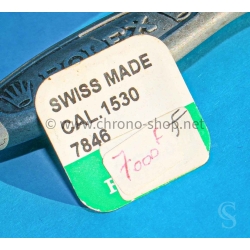 © www.chrono-shop.net
SWISS MADE
CAL. 1530
7846
7000 F